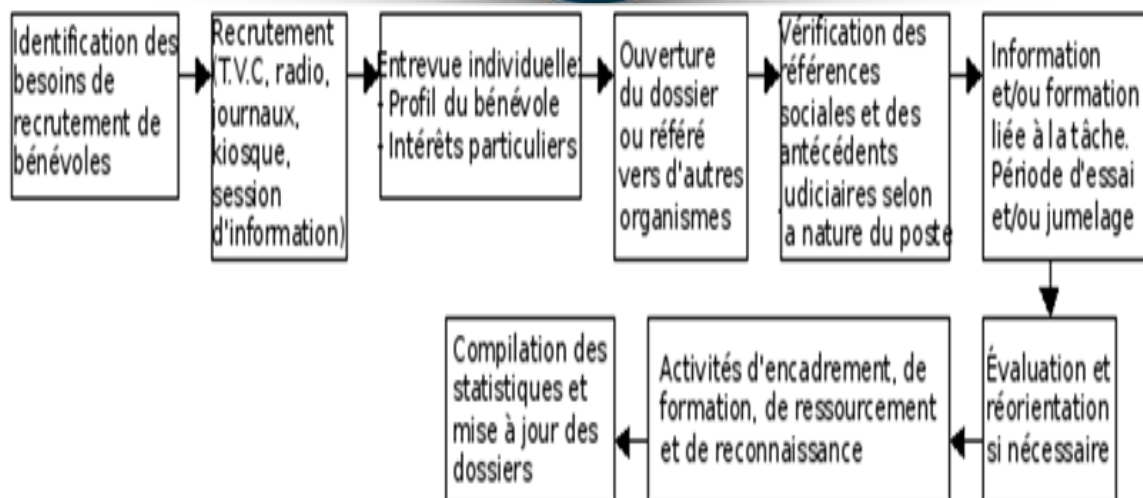 Identification des
besoins de
recrutement de
bénévoles
Recrutement
(T.V.C, radio,
journaux,
kiosque,
session
d'information)
Entrevue individuelle:
- Profil du bénévole
- Intérêts particuliers
Ouverture
du dossier
ou référé
vers d'autres
organismes
Vérification des
références
sociales et des
antécédents
judiciaires selon
la nature du poste
Information
et/ou formation
liée à la tâche.
Période d'essai
et/ou jumelage
Évaluation et
réorientation
si nécessaire
Activités d'encadrement, de
formation, de ressourcement
et de reconnaissance
Compilation des
statistiques et
mise à jour des
dossiers